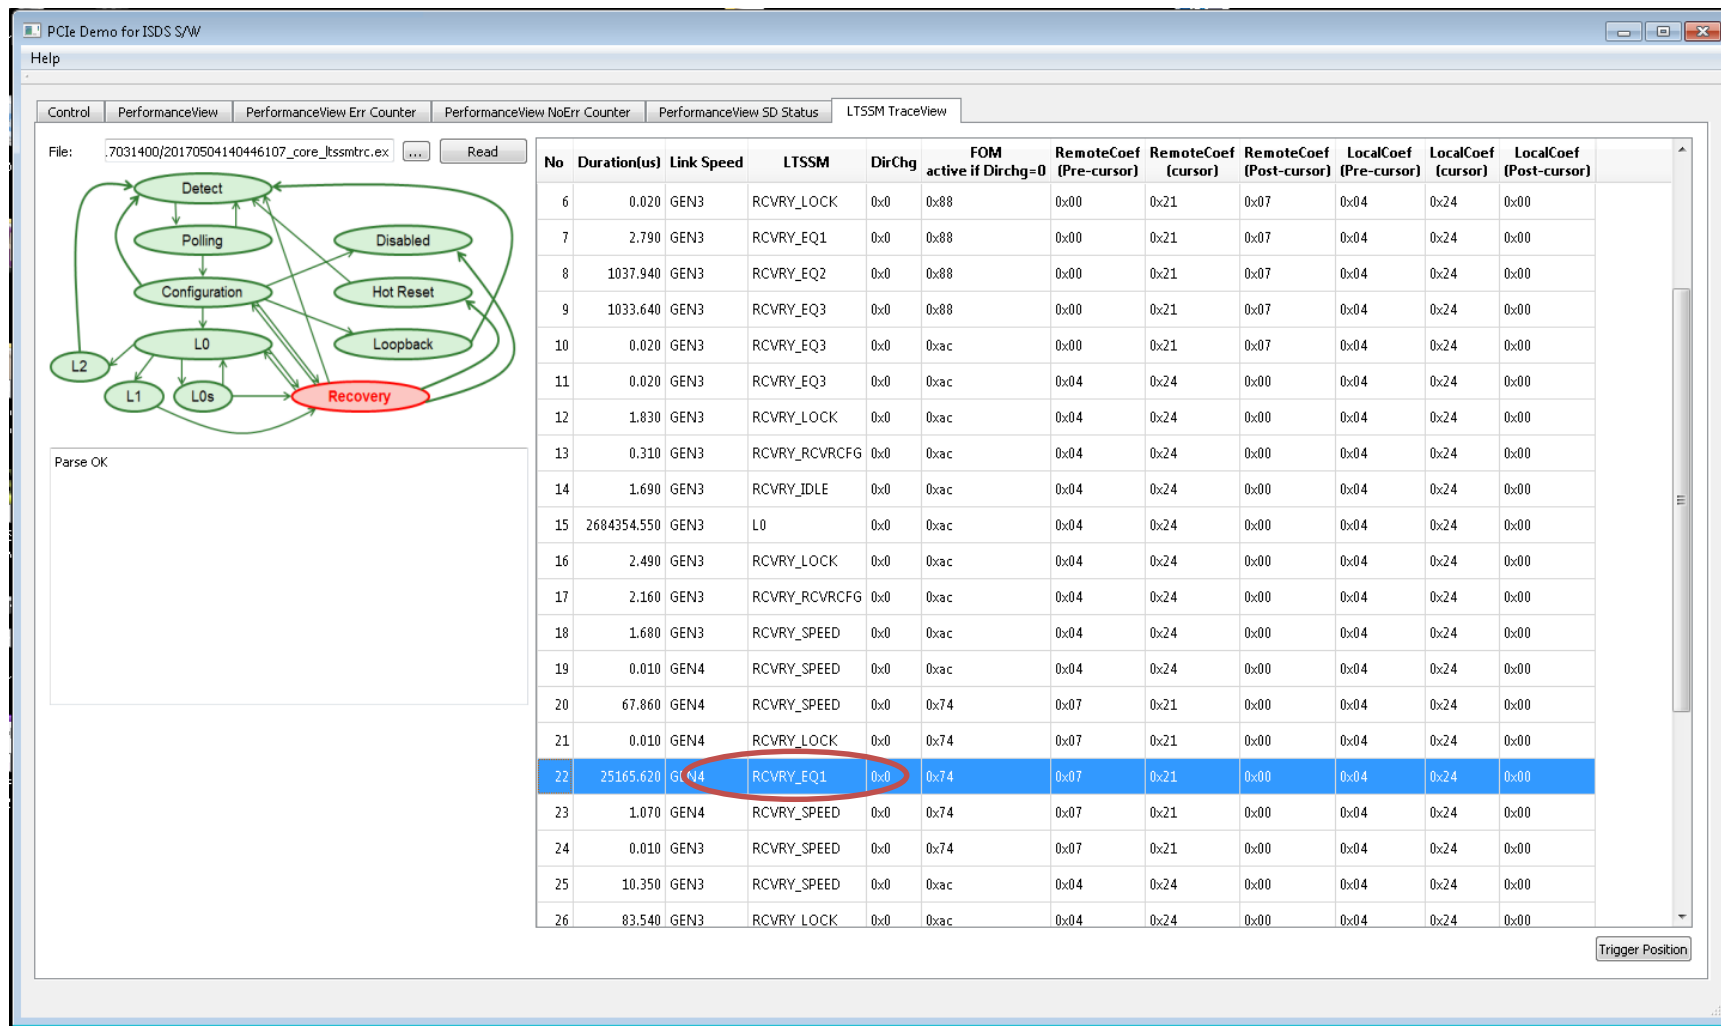 PCIe Demo for ISDS S/W
Help
Control PerformanceView PerformanceView Err Counter PerformanceView NoErr Counter PerformanceView SD Status LTSSM TraceView
File: .7031400/20170504140446107_core_ltssmtrc.ex ... Read
Detect
Polling
Disabled
Configuration
Hot Reset
L0
Loopback
L2
L1
L0s
Recovery
Parse OK
No Duration(us) Link Speed LTSSM DirChg FOM active if Dirchg=0 RemoteCoef (Pre-cursor) RemoteCoef (cursor) RemoteCoef (Post-cursor) LocalCoef (Pre-cursor) LocalCoef (cursor) LocalCoef (Post-cursor)
6 0.020 GEN3 RCVRY_LOCK 0x0 0x88 0x00 0x21 0x07 0x04 0x24 0x00
7 2.790 GEN3 RCVRY_EQ1 0x0 0x88 0x00 0x21 0x07 0x04 0x24 0x00
8 1037.940 GEN3 RCVRY_EQ2 0x0 0x88 0x00 0x21 0x07 0x04 0x24 0x00
9 1033.640 GEN3 RCVRY_EQ3 0x0 0x88 0x00 0x21 0x07 0x04 0x24 0x00
10 0.020 GEN3 RCVRY_EQ3 0x0 0xac 0x00 0x21 0x07 0x04 0x24 0x00
11 0.020 GEN3 RCVRY_EQ3 0x0 0xac 0x04 0x24 0x00 0x04 0x24 0x00
12 1.830 GEN3 RCVRY_LOCK 0x0 0xac 0x04 0x24 0x00 0x04 0x24 0x00
13 0.310 GEN3 RCVRY_RCVRCFG 0x0 0xac 0x04 0x24 0x00 0x04 0x24 0x00
14 1.690 GEN3 RCVRY_IDLE 0x0 0xac 0x04 0x24 0x00 0x04 0x24 0x00
15 2684354.550 GEN3 L0 0x0 0xac 0x04 0x24 0x00 0x04 0x24 0x00
16 2.490 GEN3 RCVRY_LOCK 0x0 0xac 0x04 0x24 0x00 0x04 0x24 0x00
17 2.160 GEN3 RCVRY_RCVRCFG 0x0 0xac 0x04 0x24 0x00 0x04 0x24 0x00
18 1.680 GEN3 RCVRY_SPEED 0x0 0xac 0x04 0x24 0x00 0x04 0x24 0x00
19 0.010 GEN4 RCVRY_SPEED 0x0 0xac 0x04 0x24 0x00 0x04 0x24 0x00
20 67.860 GEN4 RCVRY_SPEED 0x0 0x74 0x07 0x21 0x00 0x04 0x24 0x00
21 0.010 GEN4 RCVRY_LOCK 0x0 0x74 0x07 0x21 0x00 0x04 0x24 0x00
22 25165.620 GEN4 RCVRY_EQ1 0x0 0x74 0x07 0x21 0x00 0x04 0x24 0x00
23 1.070 GEN4 RCVRY_SPEED 0x0 0x74 0x07 0x21 0x00 0x04 0x24 0x00
24 0.010 GEN3 RCVRY_SPEED 0x0 0x74 0x07 0x21 0x00 0x04 0x24 0x00
25 10.350 GEN3 RCVRY_SPEED 0x0 0xac 0x04 0x24 0x00 0x04 0x24 0x00
26 83.540 GEN3 RCVRY_LOCK 0x0 0xac 0x04 0x24 0x00 0x04 0x24 0x00
Trigger Position